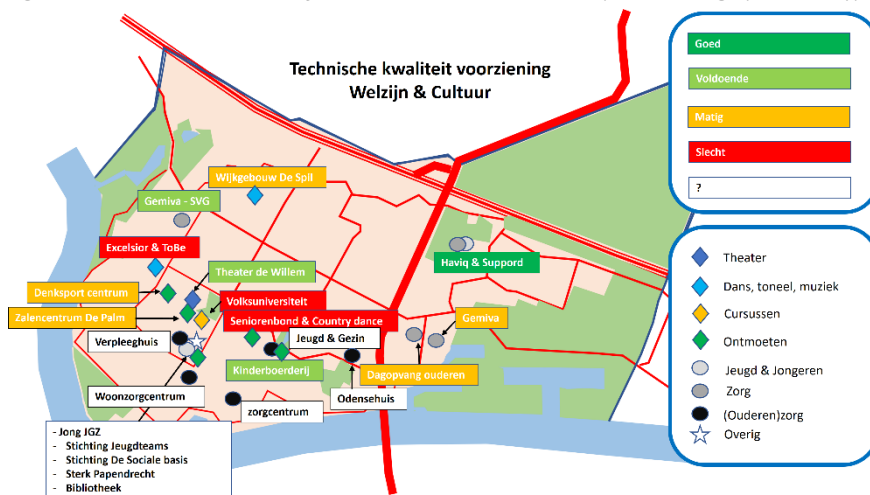 Technische kwaliteit voorziening
Welzijn & Cultuur
Goed
Voldoende
Matig
Slecht
?
Wijkgebouw De Spil
Gemiva - SVG
Excelsior & ToBe
Haviq & Suppord
Theater de Willem
Denksport centrum
Volksuniversiteit
Zalencentrum De Palm
Seniorenbond & Country dance
Gemiva
Verpleeghuis
Jeugd & Gezin
Kinderboerderij
Dagopvang ouderen
Woonzorgcentrum
Odensehuis
zorgcentrum
- Jong JGZ
- Stichting Jeugdteams
- Stichting De Sociale basis
- Sterk Papendrecht
- Bibliotheek
Theater
Dans, toneel, muziek
Cursussen
Ontmoeten
Jeugd & Jongeren
Zorg
(Ouderen)zorg
Overig